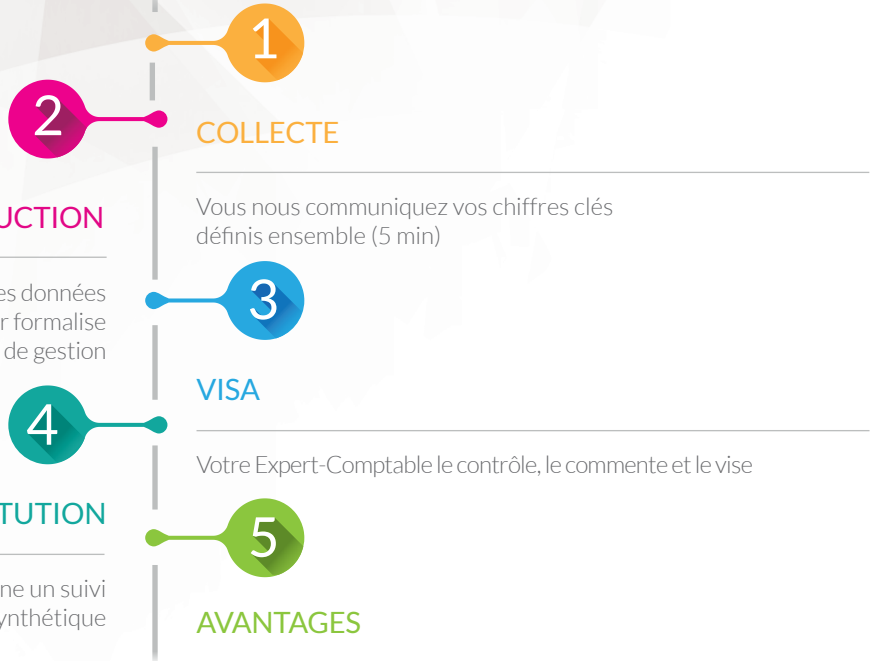 1
COLLECTE
Vous nous communiquez vos chiffres clés
définis ensemble (5 min)
2
UCTION
es données
r formalise
de gestion
3
VISA
Votre Expert-Comptable le contrôle, le commente et le vise
4
TUTION
ne un suivi
ynthétique
5
AVANTAGES